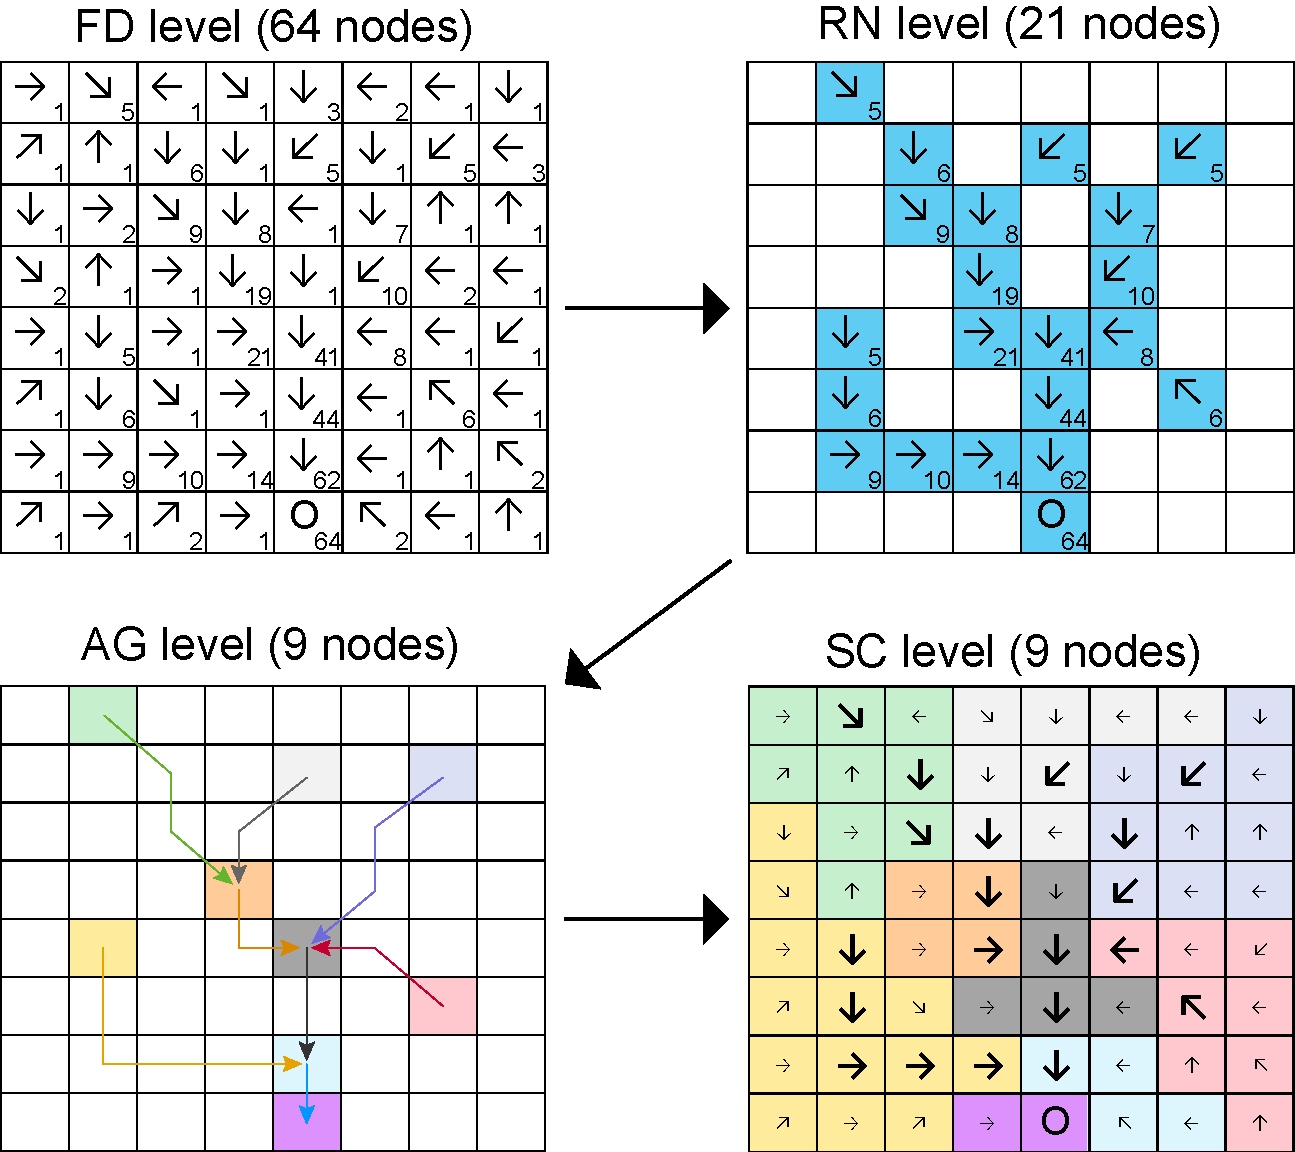 FD level (64 nodes)
1 5 1 1 3 2 1 1
1 1 6 1 5 1 5 3
1 2 9 8 1 7 1 1
2 1 1 19 1 10 2 1
1 5 1 21 41 8 1 1
1 6 1 1 44 1 6 1
1 9 10 14 62 1 1 2
O
1 1 2 1 64 2 1 1
RN level (21 nodes)
5
6 5 5
9 8 7
19 10
5 21 41 8
6 44 6
9 10 14 62
O
64
AG level (9 nodes)
SC level (9 nodes)
O